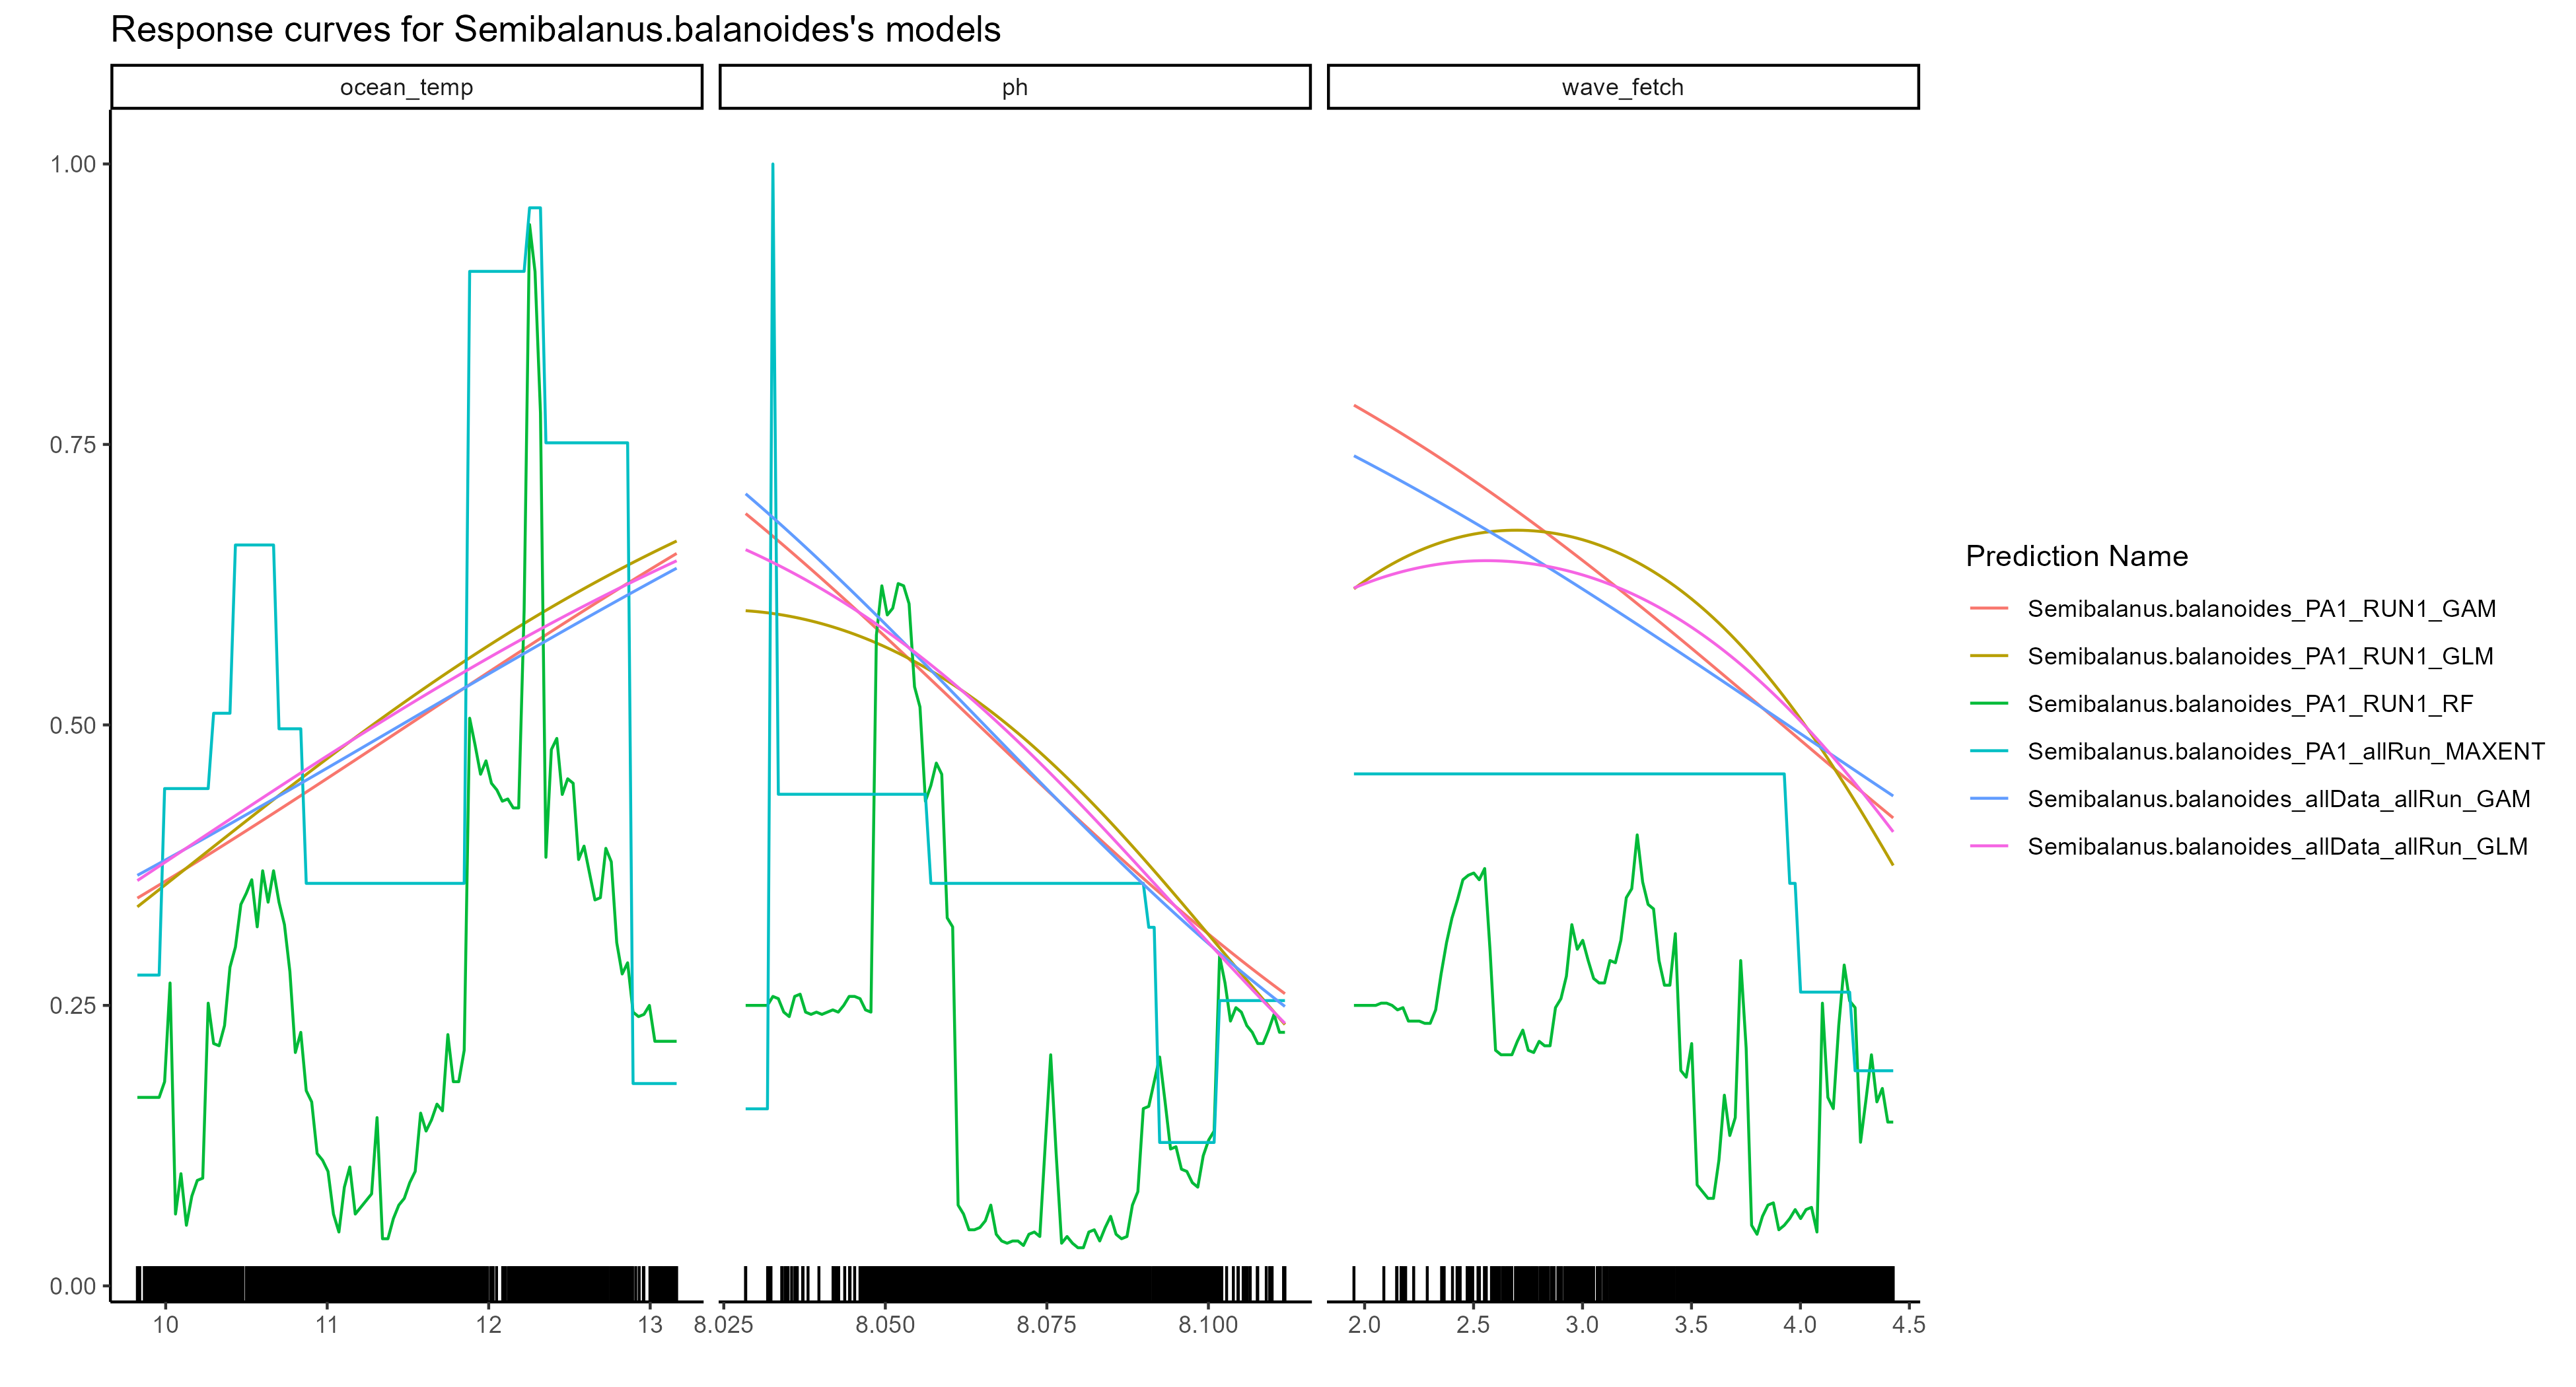 Response curves for Semibalanus.balanoides's models
ocean_temp
ph
wave_fetch
1.00
0.75
0.50
0.25
0.00
10 11 12 13
8.025 8.050 8.075 8.100
2.0 2.5 3.0 3.5 4.0 4.5
Prediction Name
Semibalanus.balanoides_PA1_RUN1_GAM
Semibalanus.balanoides_PA1_RUN1_GLM
Semibalanus.balanoides_PA1_RUN1_RF
Semibalanus.balanoides_PA1_allRun_MAXENT
Semibalanus.balanoides_allData_allRun_GAM
Semibalanus.balanoides_allData_allRun_GLM